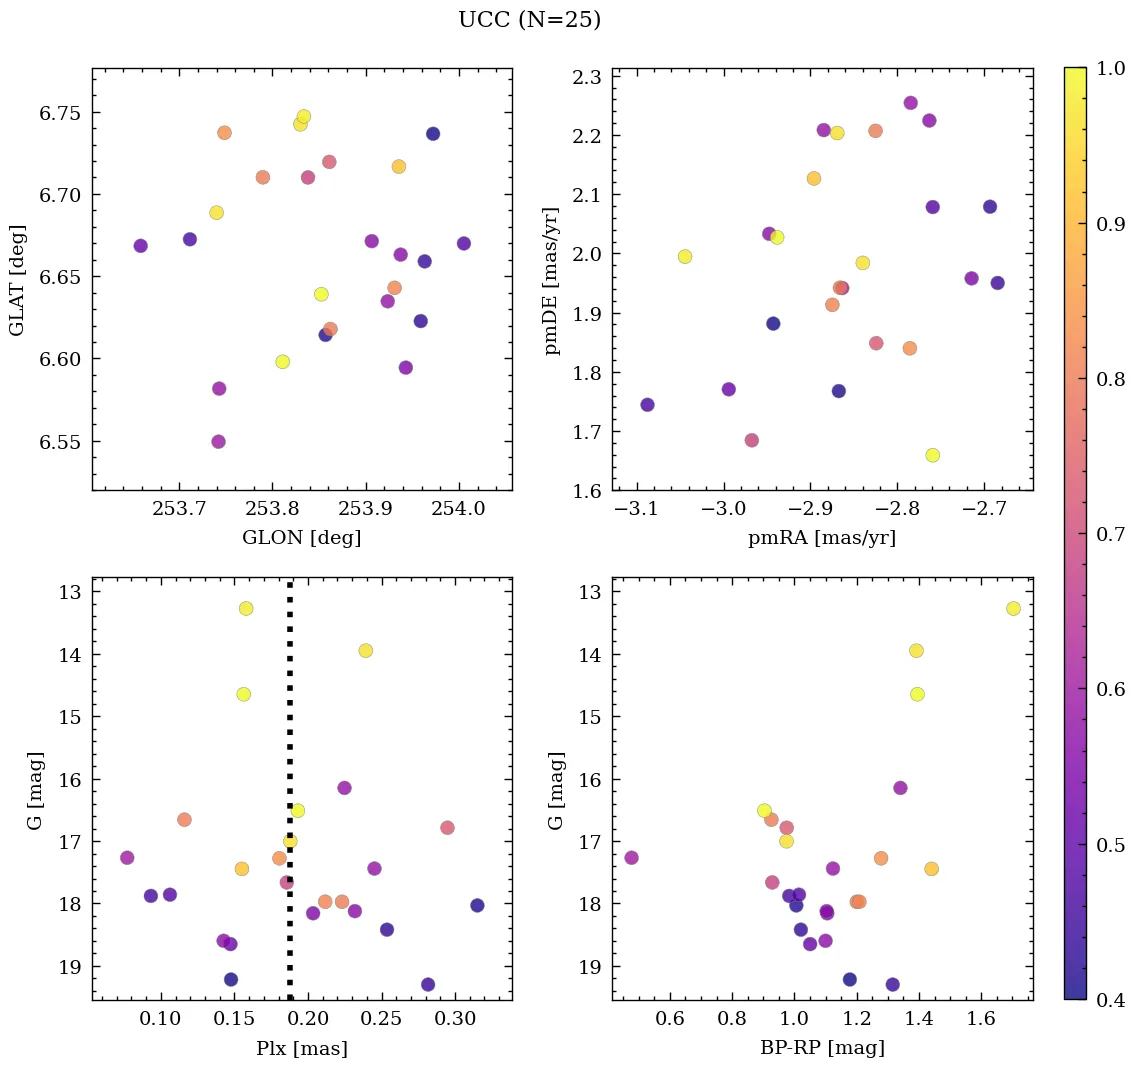 UCC (N=25)
6.75
6.70
6.65
6.60
6.55
GLAT [deg]
253.7 253.8 253.9 254.0
GLON [deg]
2.3
2.2
2.1
2.0
1.9
1.8
1.7
1.6
pmDE [mas/yr]
−3.1 −3.0 −2.9 −2.8 −2.7
pmRA [mas/yr]
13
14
15
16
17
18
19
G [mag]
0.10 0.15 0.20 0.25 0.30
Plx [mas]
13
14
15
16
17
18
19
G [mag]
0.6 0.8 1.0 1.2 1.4 1.6
BP-RP [mag]
1.0
0.9
0.8
0.7
0.6
0.5
0.4